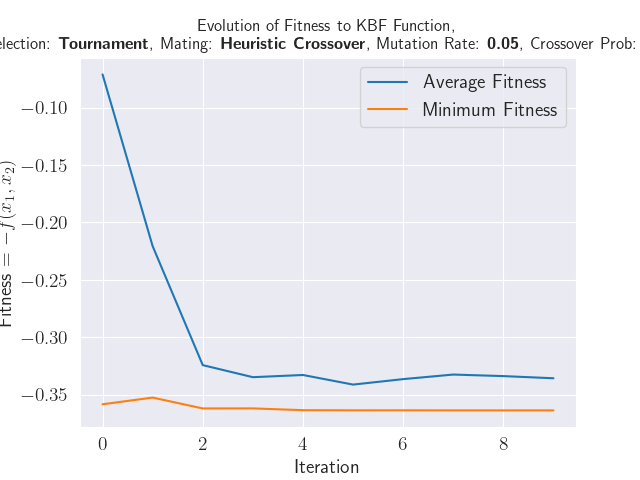 Evolution of Fitness to KBF Function,
election: Tournament, Mating: Heuristic Crossover, Mutation Rate: 0.05, Crossover Prob:
Average Fitness
Minimum Fitness
−0.10
−0.15
−0.20
−0.25
−0.30
−0.35
Fitness = −f(x₁, x₂)
0 2 4 6 8
Iteration